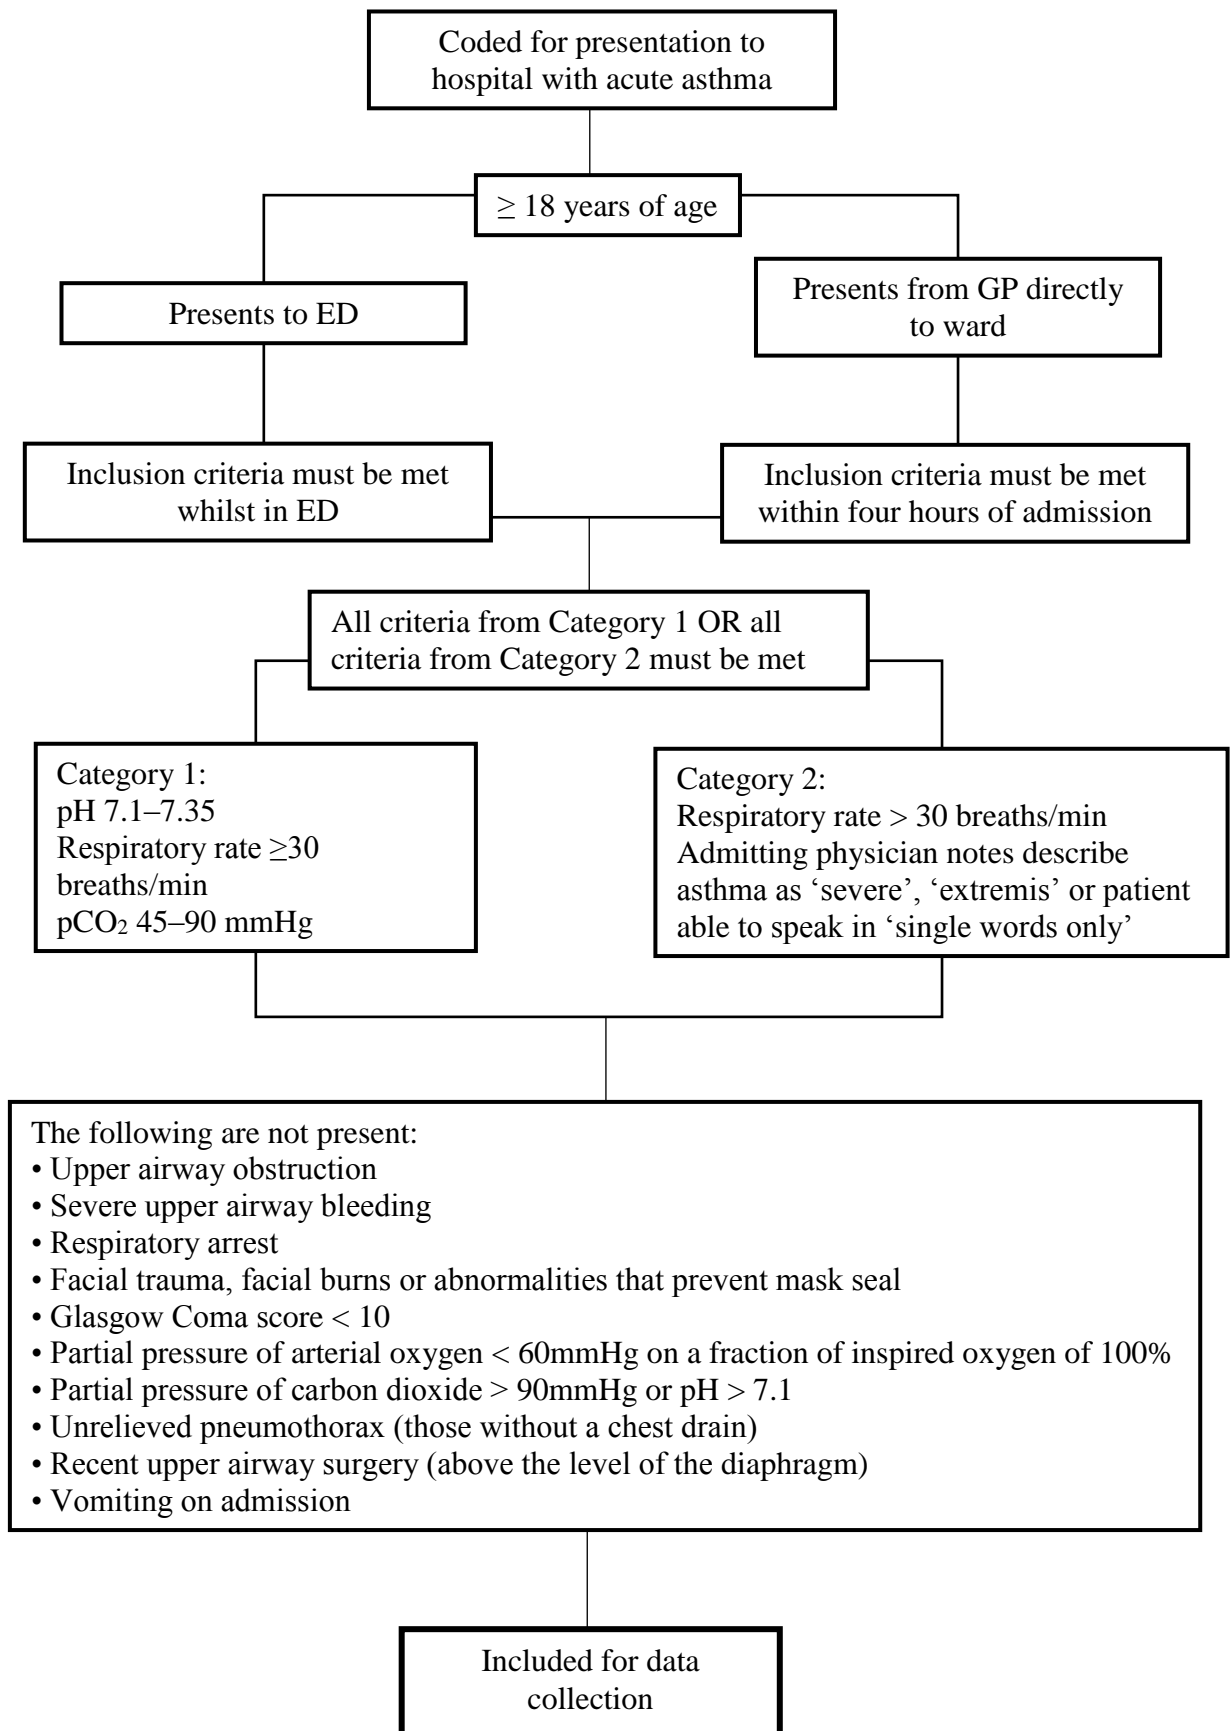 Coded for presentation to
hospital with acute asthma
≥ 18 years of age
Presents to ED
Presents from GP directly
to ward
Inclusion criteria must be met
whilst in ED
Inclusion criteria must be met
within four hours of admission
All criteria from Category 1 OR all
criteria from Category 2 must be met
Category 1:
pH 7.1–7.35
Respiratory rate ≥30
breaths/min
pCO₂ 45–90 mmHg
Category 2:
Respiratory rate > 30 breaths/min
Admitting physician notes describe
asthma as ‘severe’, ‘extremis’ or patient
able to speak in ‘single words only’
The following are not present:
• Upper airway obstruction
• Severe upper airway bleeding
• Respiratory arrest
• Facial trauma, facial burns or abnormalities that prevent mask seal
• Glasgow Coma score < 10
• Partial pressure of arterial oxygen < 60mmHg on a fraction of inspired oxygen of 100%
• Partial pressure of carbon dioxide > 90mmHg or pH > 7.1
• Unrelieved pneumothorax (those without a chest drain)
• Recent upper airway surgery (above the level of the diaphragm)
• Vomiting on admission
Included for data
collection